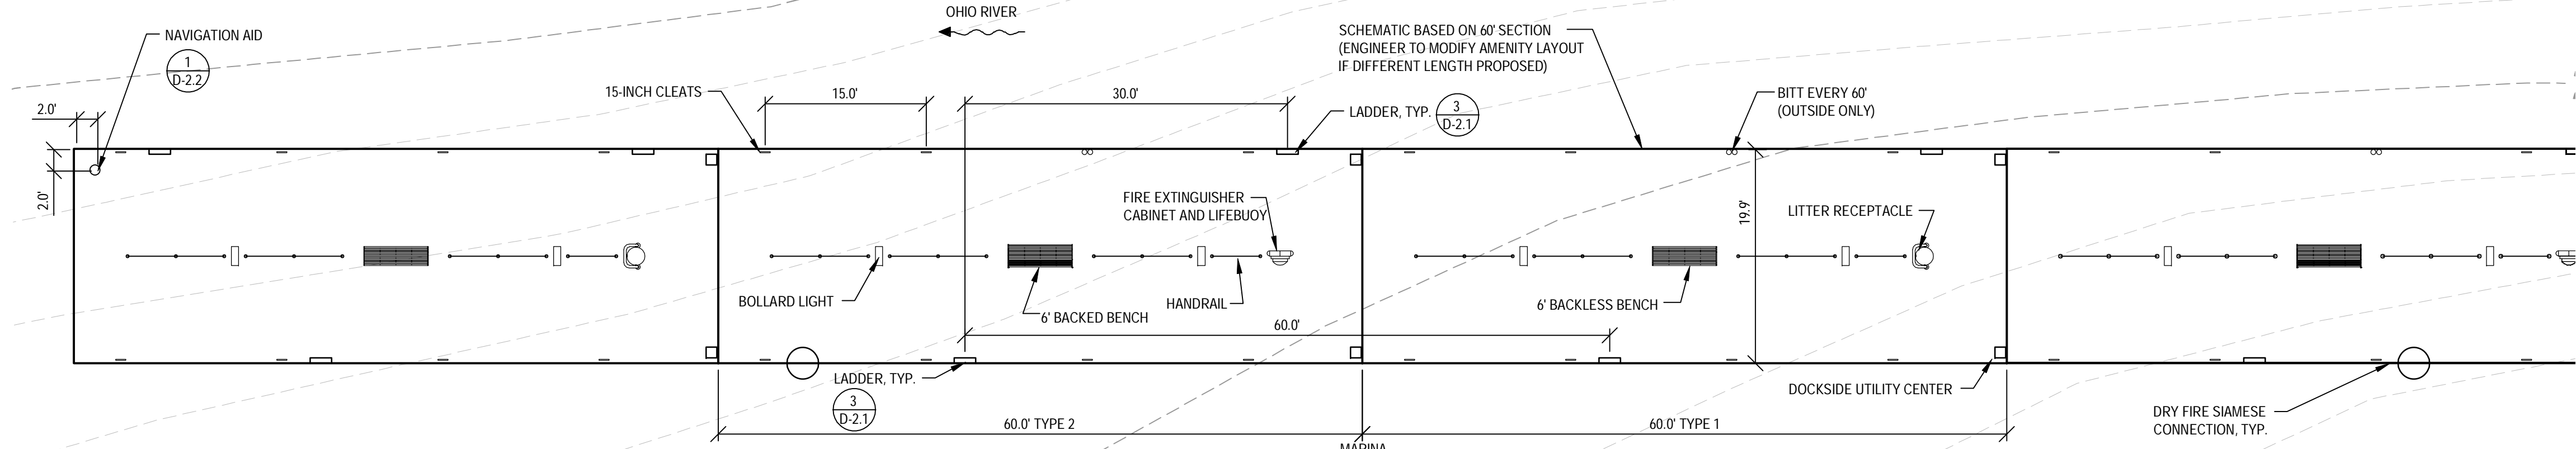 OHIO RIVER
NAVIGATION AID
1
D-2.2
2.0'
2.0'
15-INCH CLEATS
15.0'
30.0'
LADDER, TYP.
3
D-2.1
SCHEMATIC BASED ON 60' SECTION
(ENGINEER TO MODIFY AMENITY LAYOUT
IF DIFFERENT LENGTH PROPOSED)
BITT EVERY 60'
(OUTSIDE ONLY)
FIRE EXTINGUISHER
CABINET AND LIFEBUOY
19.9'
LITTER RECEPTACLE
BOLLARD LIGHT
6' BACKED BENCH
HANDRAIL
6' BACKLESS BENCH
60.0'
LADDER, TYP.
3
D-2.1
DOCKSIDE UTILITY CENTER
DRY FIRE SIAMESE
CONNECTION, TYP.
60.0' TYPE 2
60.0' TYPE 1
MARINA